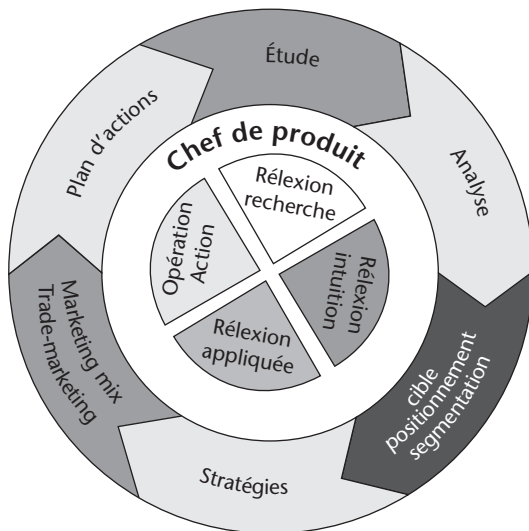 Étude
Analyse
cible
positionnement
segmentation
Stratégies
Marketing mix
Trade-marketing
Plan d’actions
Chef de produit
Rélexion
recherche
Rélexion
intuition
Rélexion
appliquée
Opération
Action